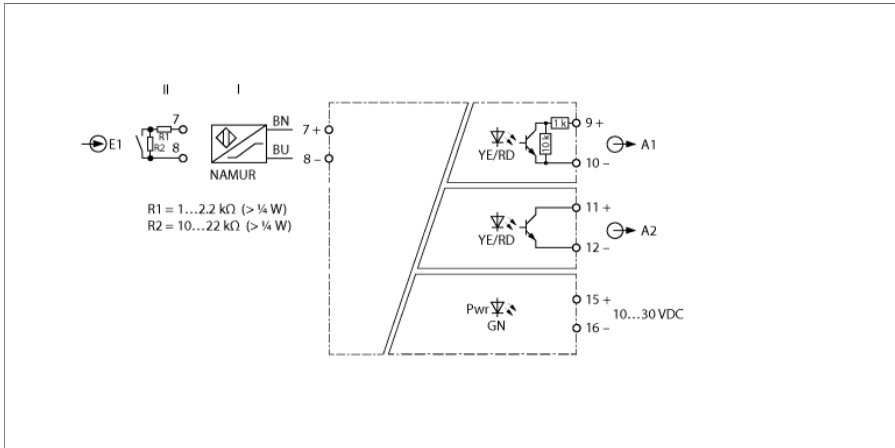 II
I
E1
7
R1
R2
8
BN
BU
NAMUR
7 +
8 –
R1 = 1...2.2 kΩ (> ¼ W)
R2 = 10...22 kΩ (> ¼ W)
1 k
10 k
YE/RD
9 +
10 –
A1
YE/RD
11 +
12 –
A2
Pwr
GN
15 +
16 –
10...30 VDC